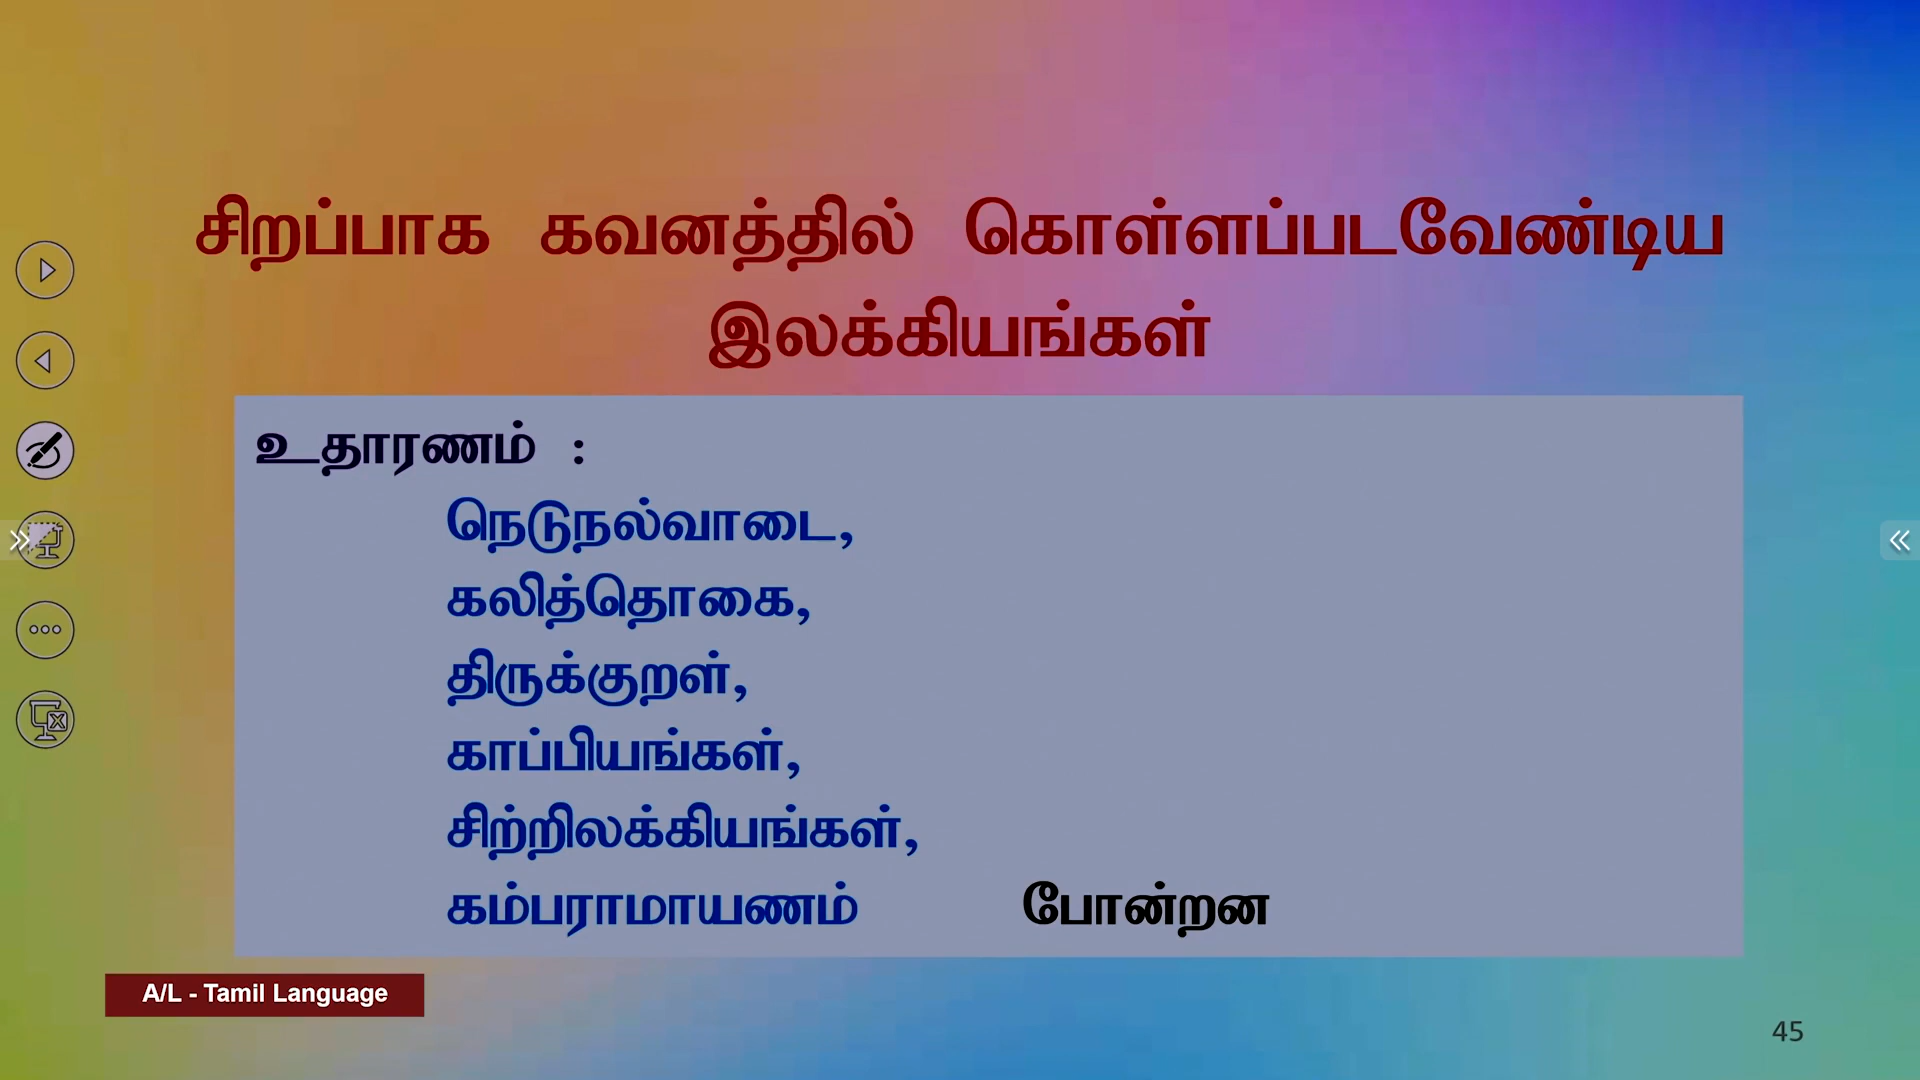 சிறப்பாக கவனத்தில் கொள்ளப்படவேண்டிய
இலக்கியங்கள்
உதாரணம் :
நெடுநல்வாடை,
கலித்தொகை,
திருக்குறள்,
காப்பியங்கள்,
சிற்றிலக்கியங்கள்,
கம்பராமாயணம் போன்றன
A/L - Tamil Language
45